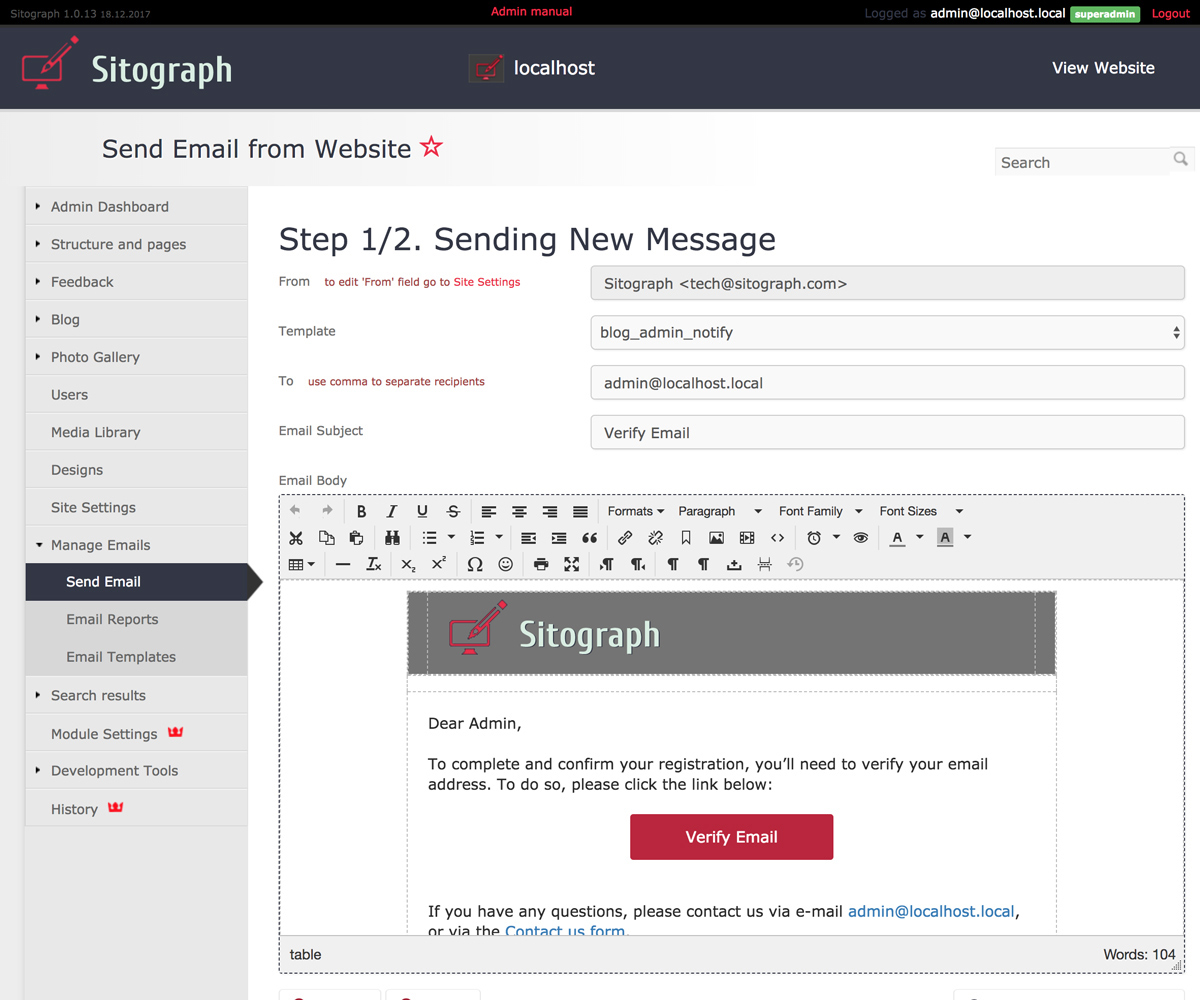 Sitograph 1.0.13 18.12.2017
Admin manual
Logged as admin@localhost.local superadmin Logout
Sitograph
localhost
View Website
Send Email from Website
Search
Admin Dashboard
Structure and pages
Feedback
Blog
Photo Gallery
Users
Media Library
Designs
Site Settings
Manage Emails
Send Email
Email Reports
Email Templates
Search results
Module Settings
Development Tools
History
Step 1/2. Sending New Message
From to edit 'From' field go to Site Settings
Sitograph <tech@sitograph.com>
Template
blog_admin_notify
To use comma to separate recipients
admin@localhost.local
Email Subject
Verify Email
Email Body
Formats Paragraph Font Family Font Sizes
Sitograph
Dear Admin,
To complete and confirm your registration, you’ll need to verify your email
address. To do so, please click the link below:
Verify Email
If you have any questions, please contact us via e-mail admin@localhost.local,
or via the Contact us form.
table
Words: 104